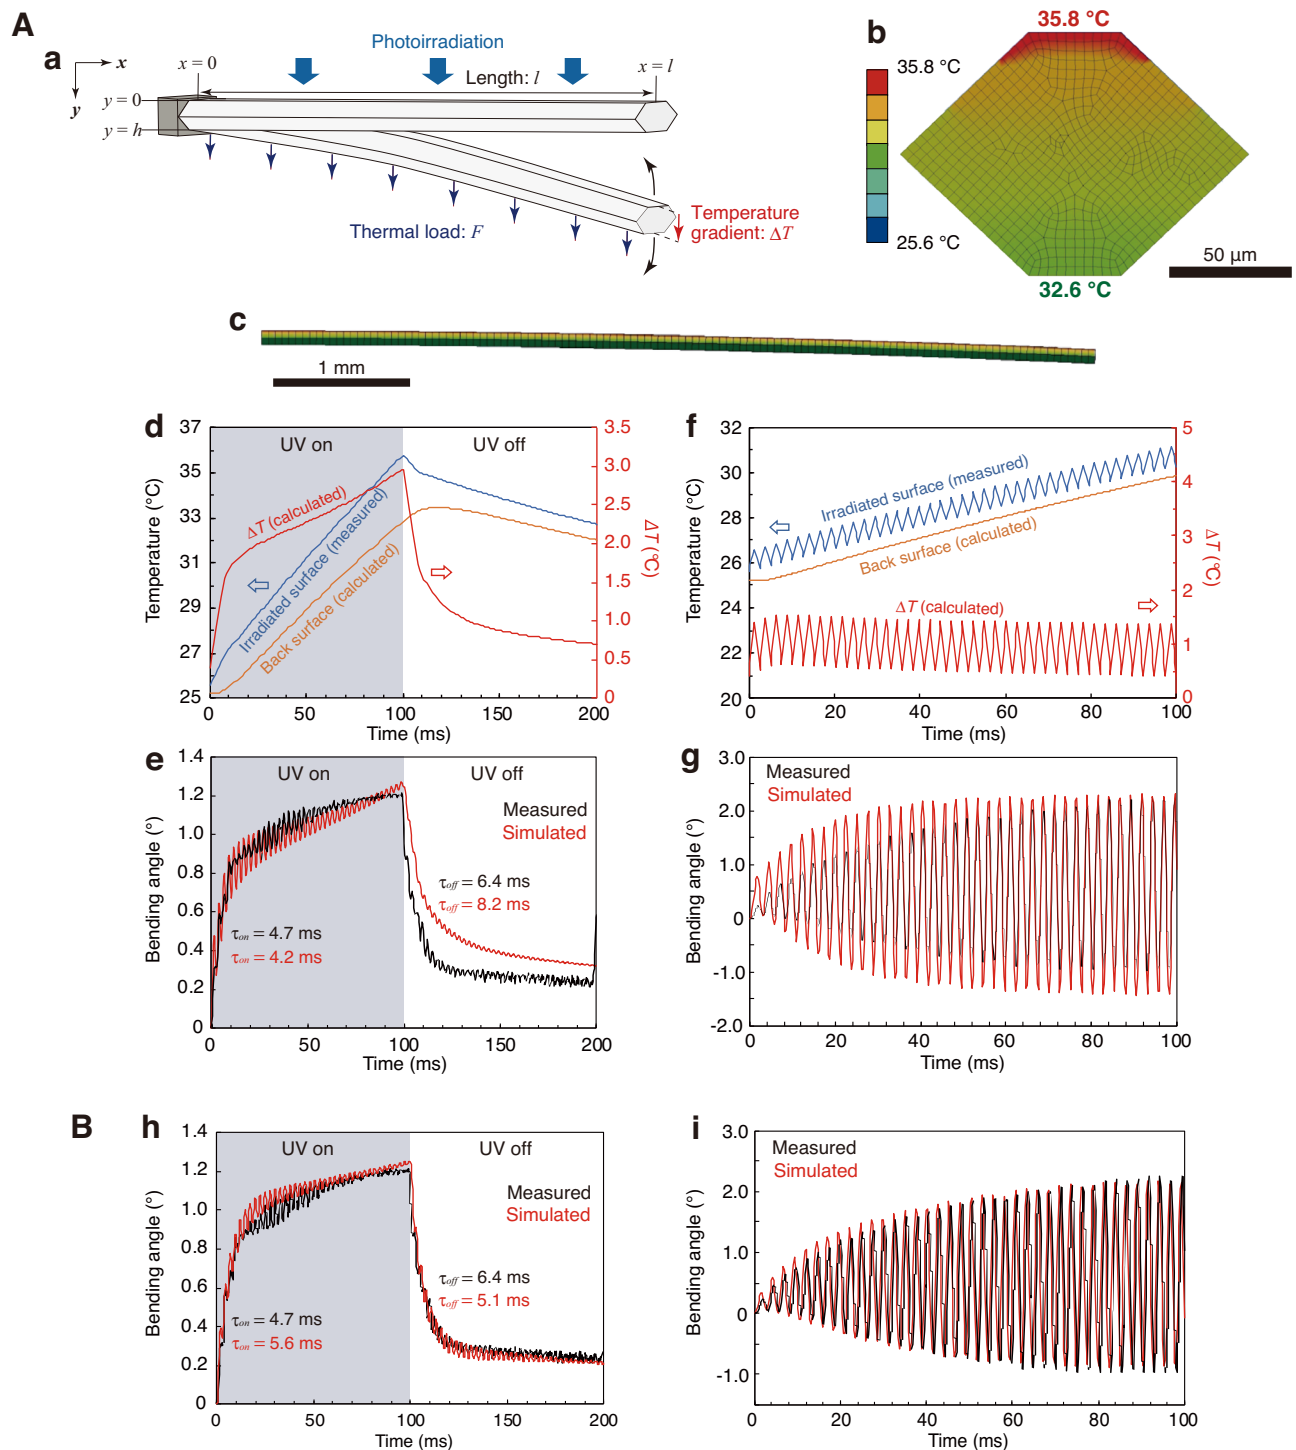 A
a
Photoirradiation
x
y
x = 0
Length: l
x = l
y = 0
y = h
Thermal load: F
Temperature
gradient: ΔT
b
35.8 °C
35.8 °C
25.6 °C
32.6 °C
50 µm
c
1 mm
d
UV on
UV off
ΔT (calculated)
Irradiated surface (measured)
Back surface (calculated)
Temperature (°C)
37
35
33
31
29
27
25
ΔT (°C)
3.5
3.0
2.5
2.0
1.5
1.0
0.5
0
0 50 100 150 200
Time (ms)
f
Irradiated surface (measured)
Back surface (calculated)
ΔT (calculated)
Temperature (°C)
32
30
28
26
24
22
20
ΔT (°C)
5
4
3
2
1
0
0 20 40 60 80 100
Time (ms)
e
UV on
UV off
Measured
Simulated
τoff = 6.4 ms
τoff = 8.2 ms
τon = 4.7 ms
τon = 4.2 ms
Bending angle (°)
1.4
1.2
1.0
0.8
0.6
0.4
0.2
0
0 50 100 150 200
Time (ms)
g
Measured
Simulated
Bending angle (°)
3.0
2.0
1.0
0
-1.0
-2.0
0 20 40 60 80 100
Time (ms)
B
h
UV on
UV off
Measured
Simulated
τoff = 6.4 ms
τoff = 5.1 ms
τon = 4.7 ms
τon = 5.6 ms
Bending angle (°)
1.4
1.2
1.0
0.8
0.6
0.4
0.2
0
0 50 100 150 200
Time (ms)
i
Measured
Simulated
Bending angle (°)
3.0
2.0
1.0
0
-1.0
0 20 40 60 80 100
Time (ms)